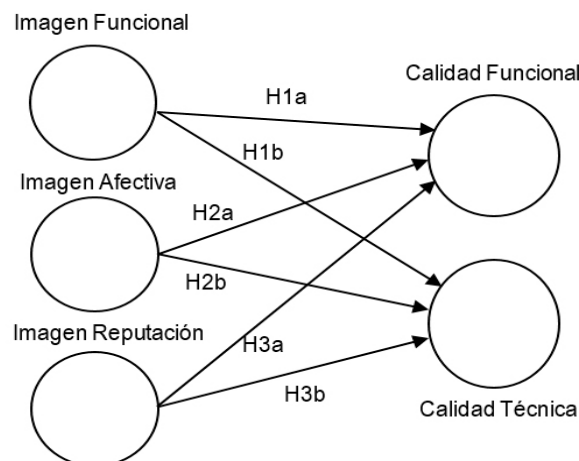 Imagen Funcional
Calidad Funcional
H1a
H1b
Imagen Afectiva
H2a
H2b
Imagen Reputación
H3a
H3b
Calidad Técnica